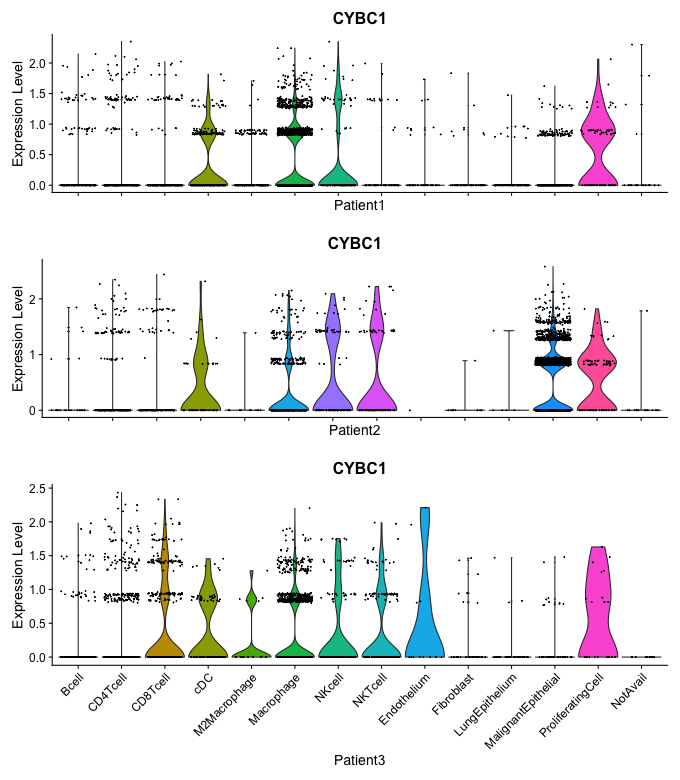 CYBC1
Expression Level
2.0
1.5
1.0
0.5
0.0
Patient1
CYBC1
Expression Level
2
1
0
Patient2
CYBC1
Expression Level
2.5
2.0
1.5
1.0
0.5
0.0
Bcell
CD4Tcell
CD8Tcell
cDC
M2Macrophage
Macrophage
NKcell
NKTcell
Endothelium
Fibroblast
LungEpithelium
MalignantEpithelial
ProliferatingCell
NotAvail
Patient3